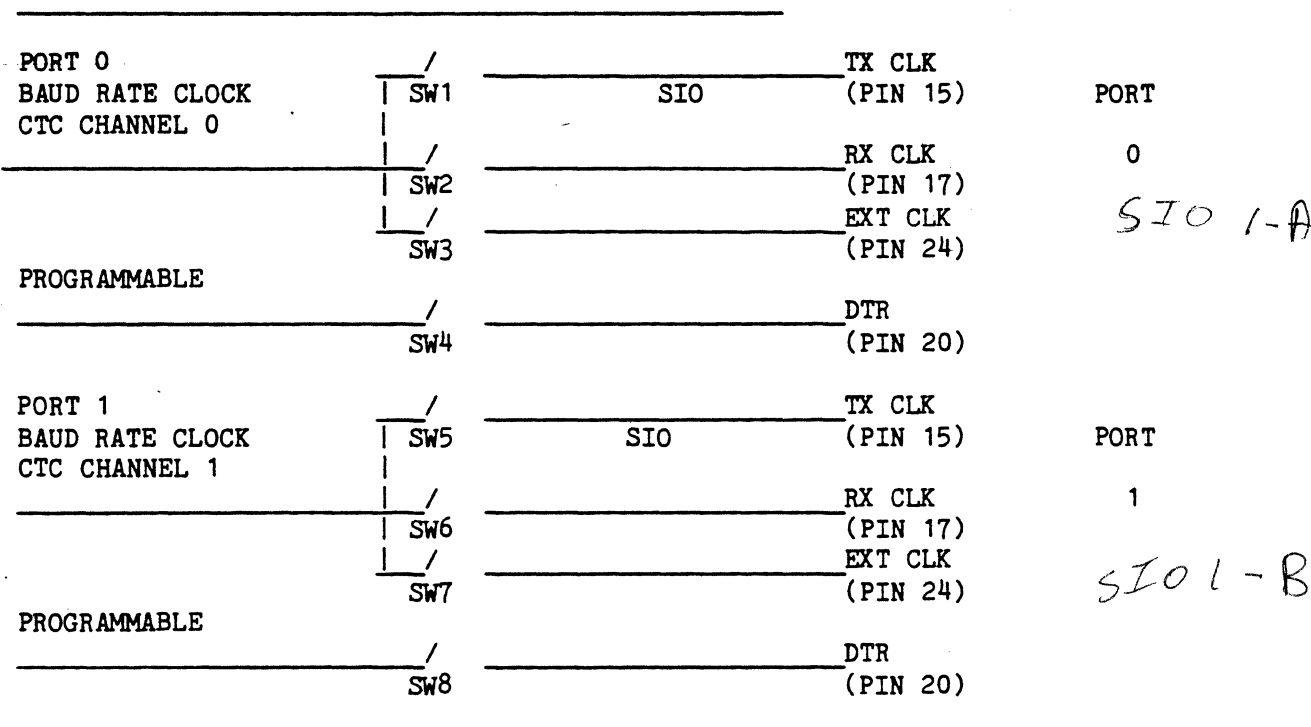 PORT 0 TX CLK
BAUD RATE CLOCK SW1 SIO (PIN 15) PORT
CTC CHANNEL 0
RX CLK 0
SW2 (PIN 17)
EXT CLK SIO 1-A
SW3 (PIN 24)
PROGRAMMABLE
DTR
SW4 (PIN 20)
PORT 1 TX CLK
BAUD RATE CLOCK SW5 SIO (PIN 15) PORT
CTC CHANNEL 1
RX CLK 1
SW6 (PIN 17)
EXT CLK SIO 1-B
SW7 (PIN 24)
PROGRAMMABLE
DTR
SW8 (PIN 20)